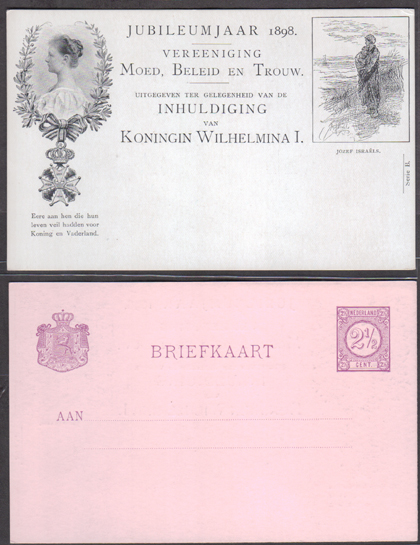 JUBILEUMJAAR 1898.
VEREENIGING
MOED, BELEID EN TROUW.
UITGEGEVEN TER GELEGENHEID VAN DE
INHULDIGING
VAN
KONINGIN WILHELMINA I.
JOZEF ISRAËLS.
Serie B.
Eere aan hen die hun
leven veil hadden voor
Koning en Vaderland.
NEDERLAND
2½
CENT.
BRIEFKAART
AAN